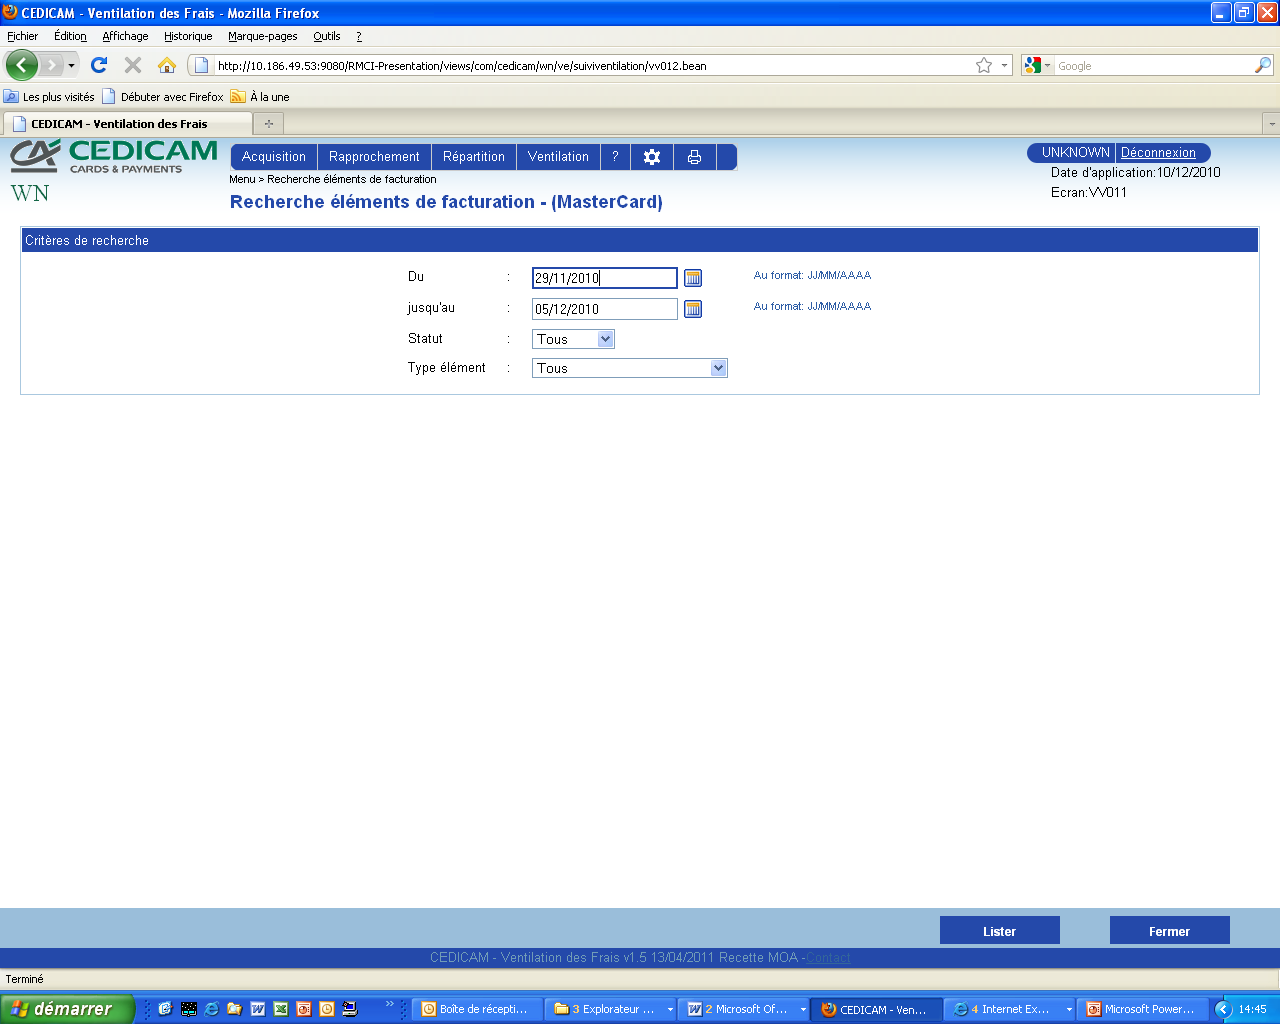 CEDICAM - Ventilation des Frais - Mozilla Firefox
Fichier Édition Affichage Historique Marque-pages Outils ?
http://10.186.49.53:9080/RMCI-Presentation/views/com/cedicam/wn/ve/suiviventilation/vv012.bean
Google
Les plus visités Débuter avec Firefox À la une
CEDICAM - Ventilation des Frais
CA CEDICAM
CARDS & PAYMENTS
WN
Acquisition Rapprochement Répartition Ventilation ?
UNKNOWN Déconnexion
Date d'application:10/12/2010
Ecran:VV011
Menu > Recherche éléments de facturation
Recherche éléments de facturation - (MasterCard)
Critères de recherche
Du : 29/11/2010 Au format: JJ/MM/AAAA
jusqu'au : 05/12/2010 Au format: JJ/MM/AAAA
Statut : Tous
Type élément : Tous
Lister Fermer
CEDICAM - Ventilation des Frais v1.5 13/04/2011 Recette MOA -Contact
Terminé
démarrer
»
Boîte de récepti...
3 Explorateur ...
2 Microsoft Of...
CEDICAM - Ven...
4 Internet Ex...
Microsoft Power...
14:45